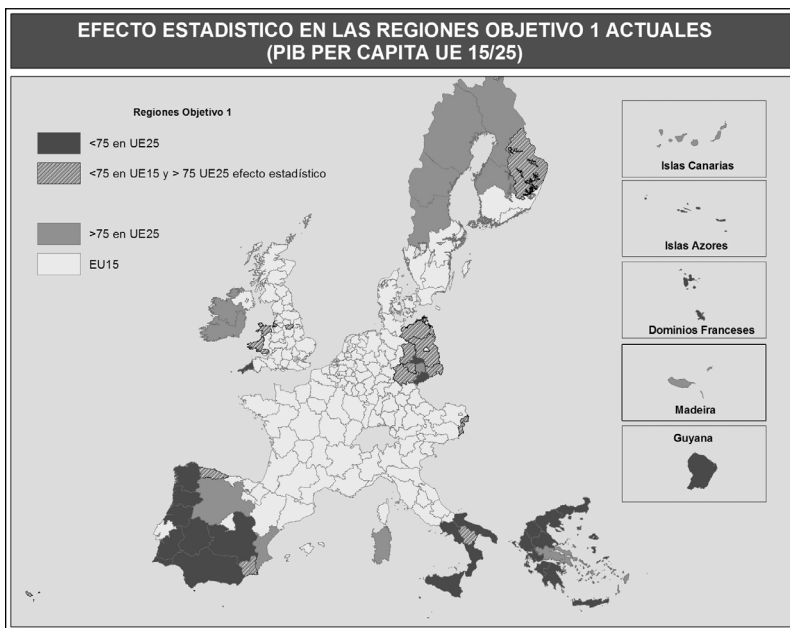 EFECTO ESTADISTICO EN LAS REGIONES OBJETIVO 1 ACTUALES
(PIB PER CAPITA UE 15/25)
Regiones Objetivo 1
<75 en UE25
<75 en UE15 y > 75 UE25 efecto estadístico
>75 en UE25
EU15
Islas Canarias
Islas Azores
Dominios Franceses
Madeira
Guyana